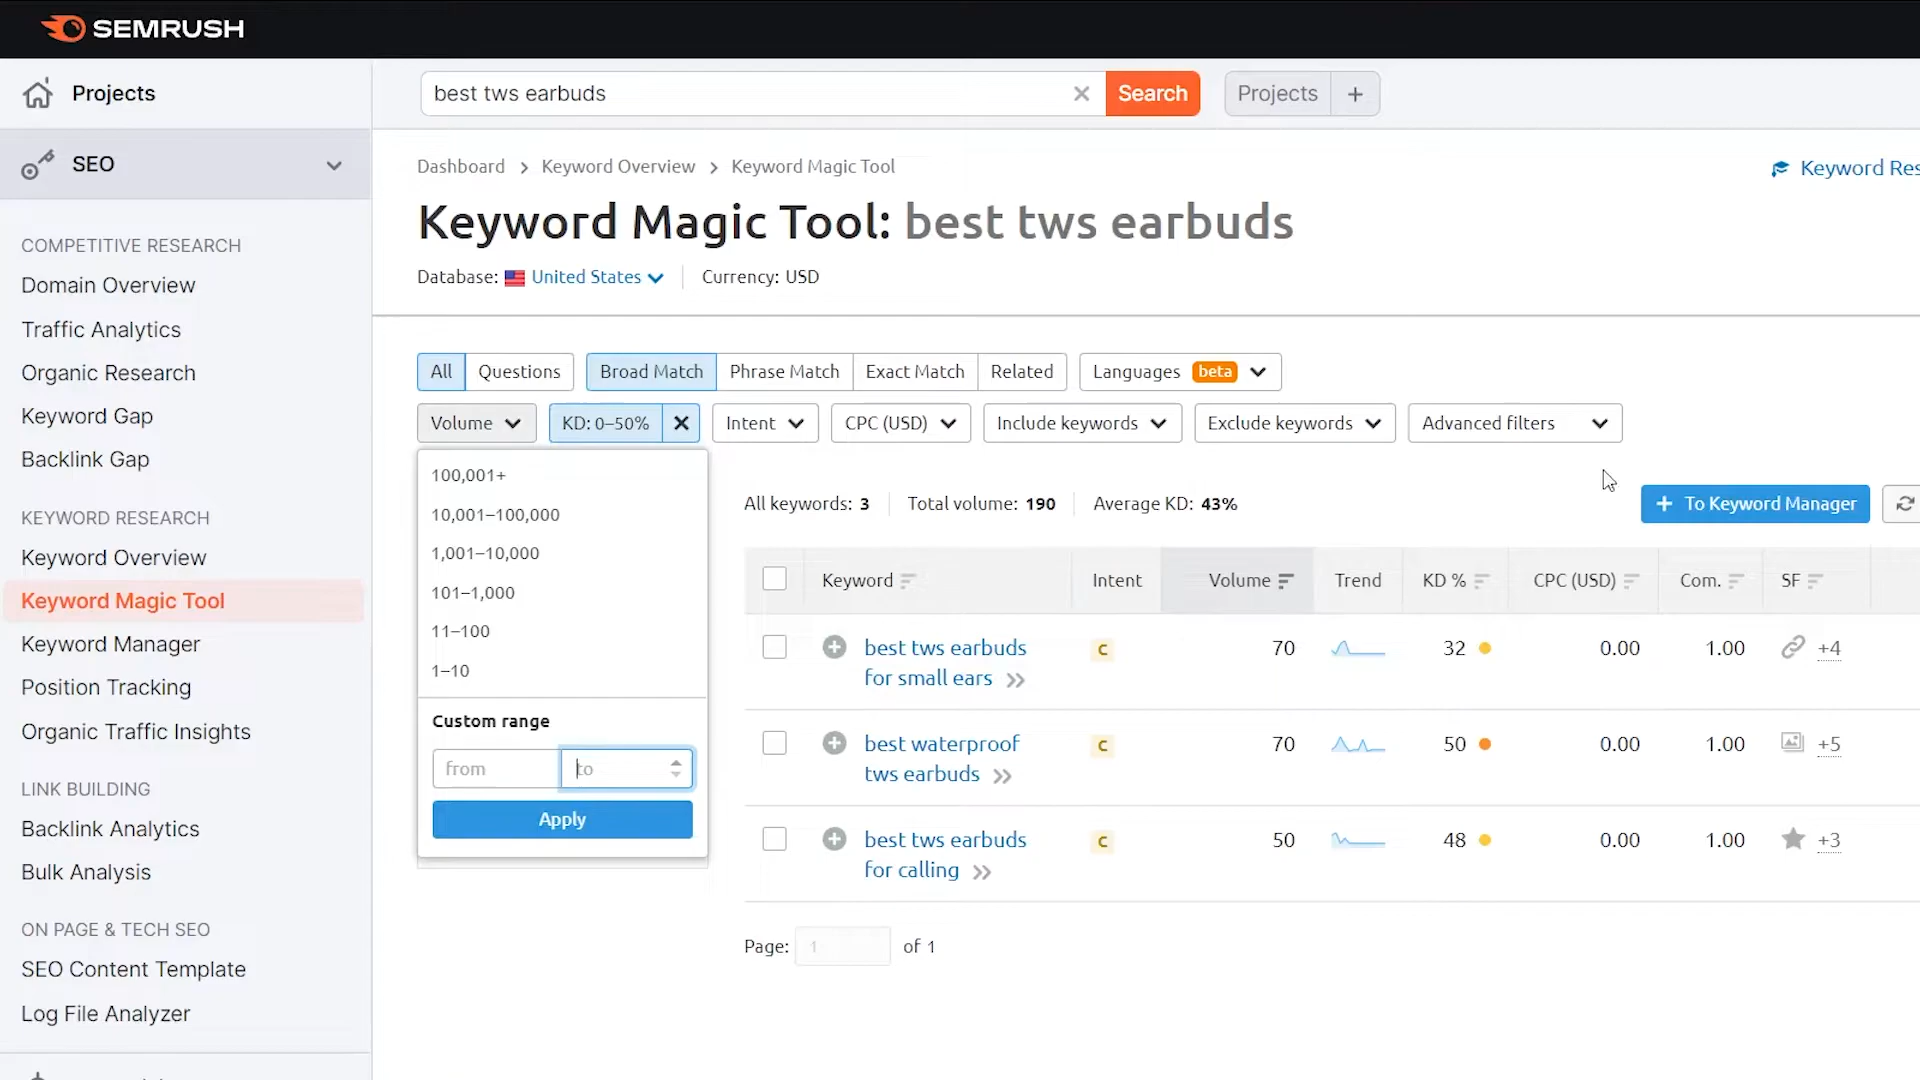 SEMRUSH
Projects
SEO
COMPETITIVE RESEARCH
Domain Overview
Traffic Analytics
Organic Research
Keyword Gap
Backlink Gap
KEYWORD RESEARCH
Keyword Overview
Keyword Magic Tool
Keyword Manager
Position Tracking
Organic Traffic Insights
LINK BUILDING
Backlink Analytics
Bulk Analysis
ON PAGE & TECH SEO
SEO Content Template
Log File Analyzer
best tws earbuds
Search
Projects +
Dashboard > Keyword Overview > Keyword Magic Tool
Keyword Res
Keyword Magic Tool: best tws earbuds
Database: United States
Currency: USD
All Questions Broad Match Phrase Match Exact Match Related Languages beta
Volume KD: 0–50% Intent CPC (USD) Include keywords Exclude keywords Advanced filters
100,001+
10,001–100,000
1,001–10,000
101–1,000
11–100
1–10
Custom range
from to
Apply
All keywords: 3 Total volume: 190 Average KD: 43%
+ To Keyword Manager
Keyword Intent Volume Trend KD % CPC (USD) Com. SF
best tws earbuds
for small ears
C 70 32 0.00 1.00 +4
best waterproof
tws earbuds
C 70 50 0.00 1.00 +5
best tws earbuds
for calling
C 50 48 0.00 1.00 +3
Page: 1 of 1